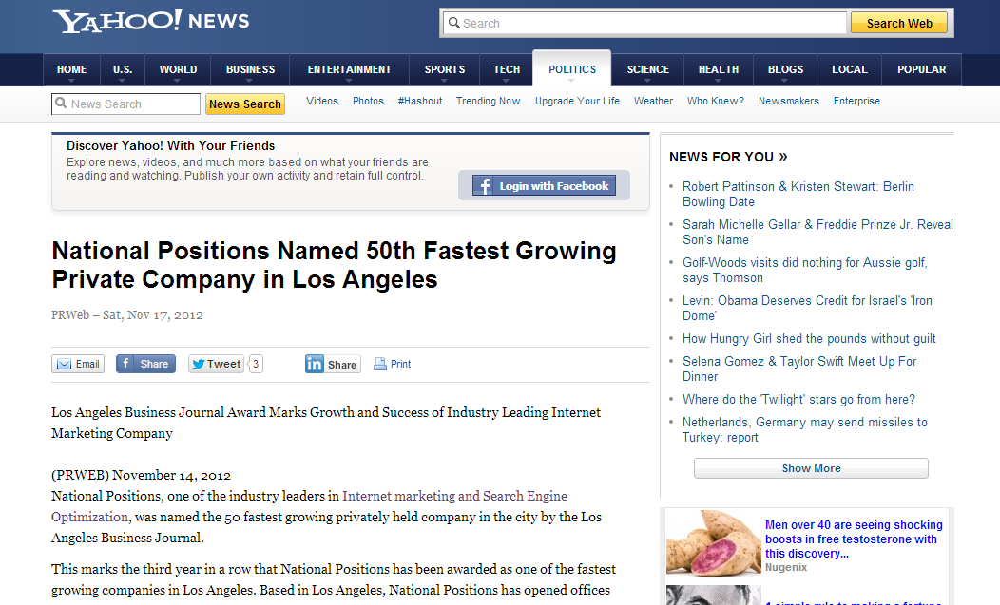 YAHOO! NEWS
Search
Search Web
HOME
U.S.
WORLD
BUSINESS
ENTERTAINMENT
SPORTS
TECH
POLITICS
SCIENCE
HEALTH
BLOGS
LOCAL
POPULAR
News Search
News Search
Videos
Photos
#Hashout
Trending Now
Upgrade Your Life
Weather
Who Knew?
Newsmakers
Enterprise
Discover Yahoo! With Your Friends
Explore news, videos, and much more based on what your friends are
reading and watching. Publish your own activity and retain full control.
f Login with Facebook
National Positions Named 50th Fastest Growing
Private Company in Los Angeles
PRWeb – Sat, Nov 17, 2012
Email
f Share
Tweet
3
in Share
Print
Los Angeles Business Journal Award Marks Growth and Success of Industry Leading Internet
Marketing Company
(PRWEB) November 14, 2012
National Positions, one of the industry leaders in Internet marketing and Search Engine
Optimization, was named the 50 fastest growing privately held company in the city by the Los
Angeles Business Journal.
This marks the third year in a row that National Positions has been awarded as one of the fastest
growing companies in Los Angeles. Based in Los Angeles, National Positions has opened offices
NEWS FOR YOU »
• Robert Pattinson & Kristen Stewart: Berlin
Bowling Date
• Sarah Michelle Gellar & Freddie Prinze Jr. Reveal
Son's Name
• Golf-Woods visits did nothing for Aussie golf,
says Thomson
• Levin: Obama Deserves Credit for Israel's 'Iron
Dome'
• How Hungry Girl shed the pounds without guilt
• Selena Gomez & Taylor Swift Meet Up For
Dinner
• Where do the 'Twilight' stars go from here?
• Netherlands, Germany may send missiles to
Turkey: report
Show More
Men over 40 are seeing shocking
boosts in free testosterone with
this discovery...
Nugenix
1 simple rule to making a fortune